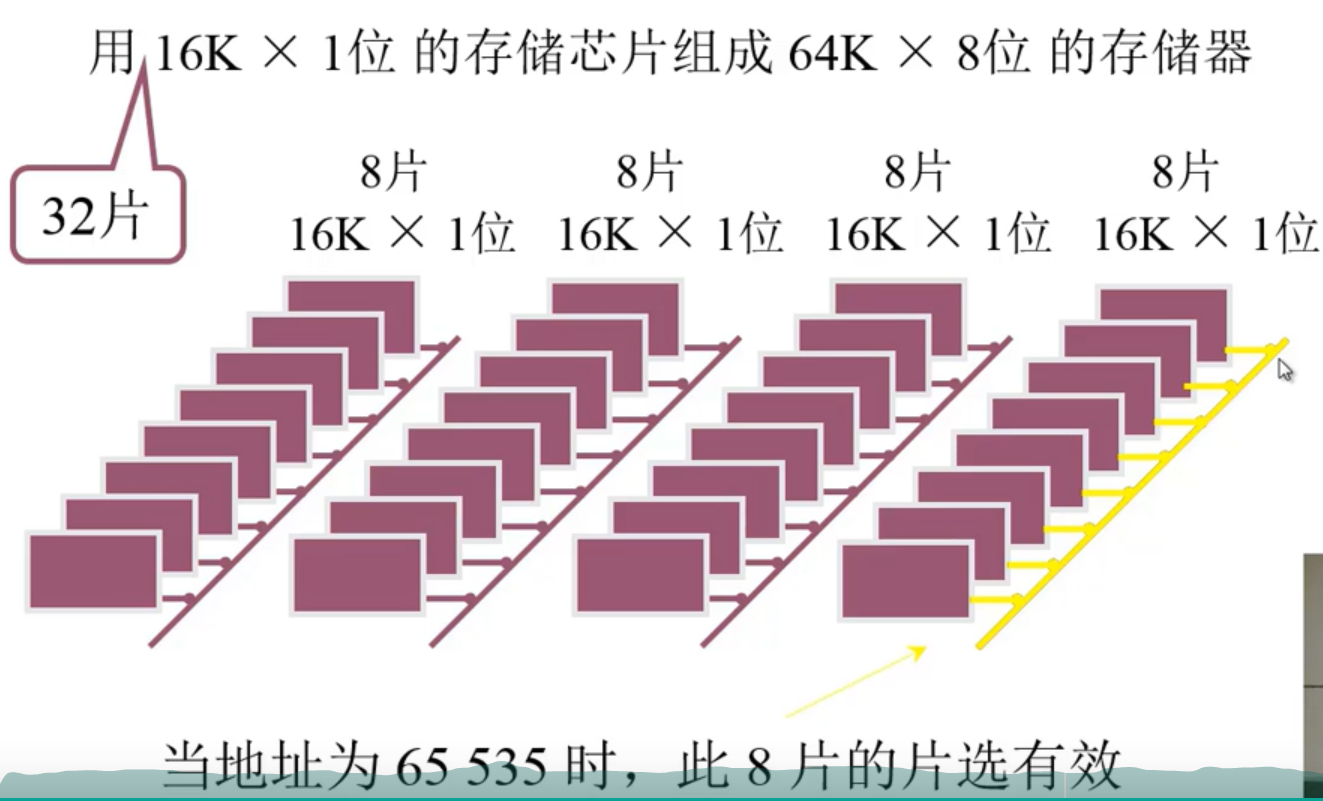 用 16K × 1位 的存储芯片组成 64K × 8位 的存储器
32片
8片 8片 8片 8片
16K × 1位 16K × 1位 16K × 1位 16K × 1位
当地址为 65 535 时，此 8 片的片选有效